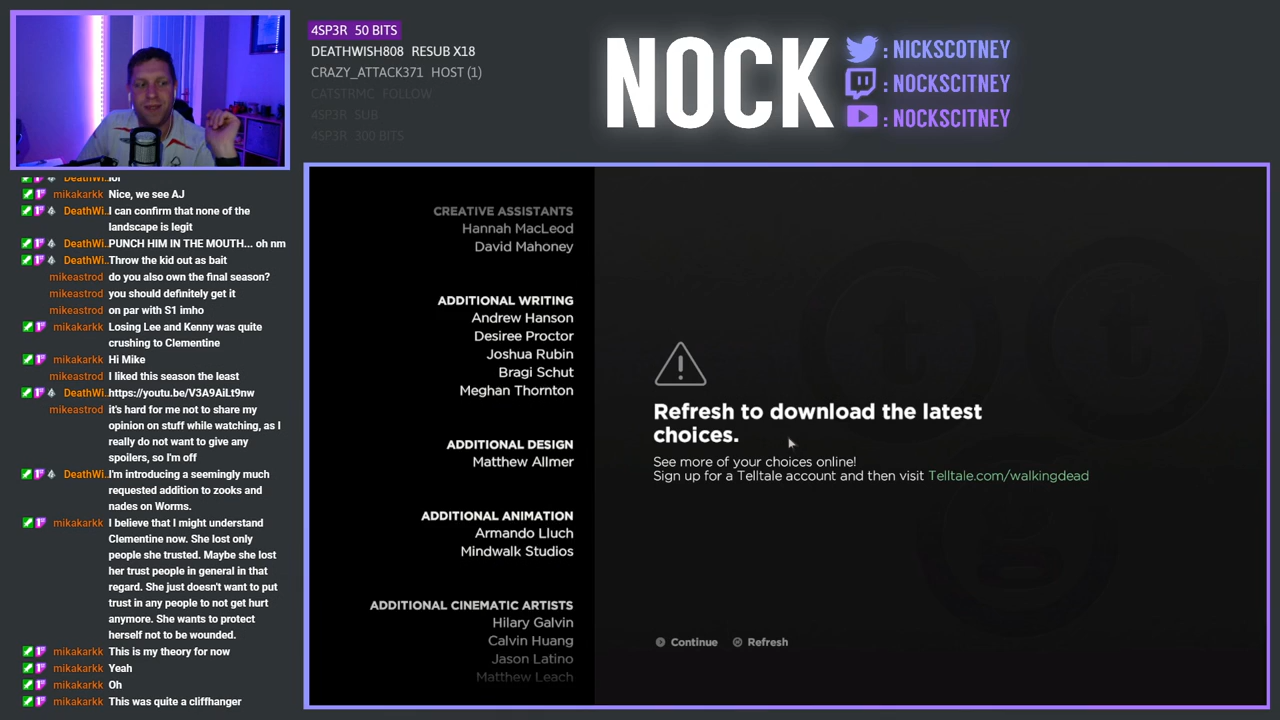 4SP3R 50 BITS
DEATHWISH808 RESUB X18
CRAZY_ATTACK371 HOST (1)
CATSTRMC FOLLOW
4SP3R SUB
4SP3R 300 BITS
NOCK
: NICKSCOTNEY
: NOCKSCITNEY
: NOCKSCITNEY
DeathWi..lol
mikakarkk Nice, we see AJ
DeathWi..I can confirm that none of the
landscape is legit
DeathWi..PUNCH HIM IN THE MOUTH... oh nm
DeathWi..Throw the kid out as bait
mikeastrod do you also own the final season?
mikeastrod you should definitely get it
mikeastrod on par with S1 imho
mikakarkk Losing Lee and Kenny was quite
crushing to Clementine
mikakarkk Hi Mike
mikeastrod I liked this season the least
DeathWi..https://youtu.be/V3A9AiLt9nw
mikeastrod it's hard for me not to share my
opinion on stuff while watching, as I
really do not want to give any
spoilers, so I'm off
DeathWi..I'm introducing a seemingly much
requested addition to zooks and
nades on Worms.
mikakarkk I believe that I might understand
Clementine now. She lost only
people she trusted. Maybe she lost
her trust people in general in that
regard. She just doesn't want to put
trust in any people to not get hurt
anymore. She wants to protect
herself not to be wounded.
mikakarkk This is my theory for now
mikakarkk Yeah
mikakarkk Oh
mikakarkk This was quite a cliffhanger
CREATIVE ASSISTANTS
Hannah MacLeod
David Mahoney
ADDITIONAL WRITING
Andrew Hanson
Desiree Proctor
Joshua Rubin
Bragi Schut
Meghan Thornton
ADDITIONAL DESIGN
Matthew Allmer
ADDITIONAL ANIMATION
Armando Lluch
Mindwalk Studios
ADDITIONAL CINEMATIC ARTISTS
Hilary Galvin
Calvin Huang
Jason Latino
Matthew Leach
Refresh to download the latest
choices.
See more of your choices online!
Sign up for a Telltale account and then visit Telltale.com/walkingdead
Continue Refresh